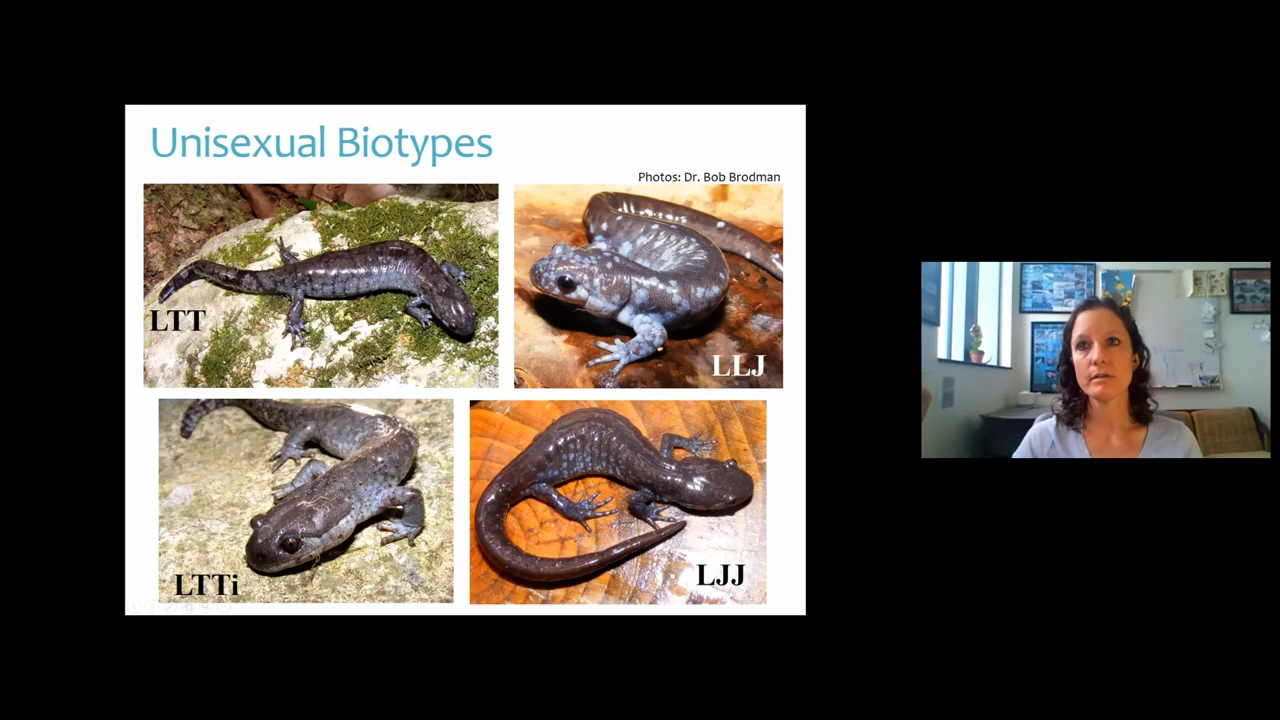 Unisexual Biotypes
Photos: Dr. Bob Brodman
LTT
LLJ
LTTi
LJJ